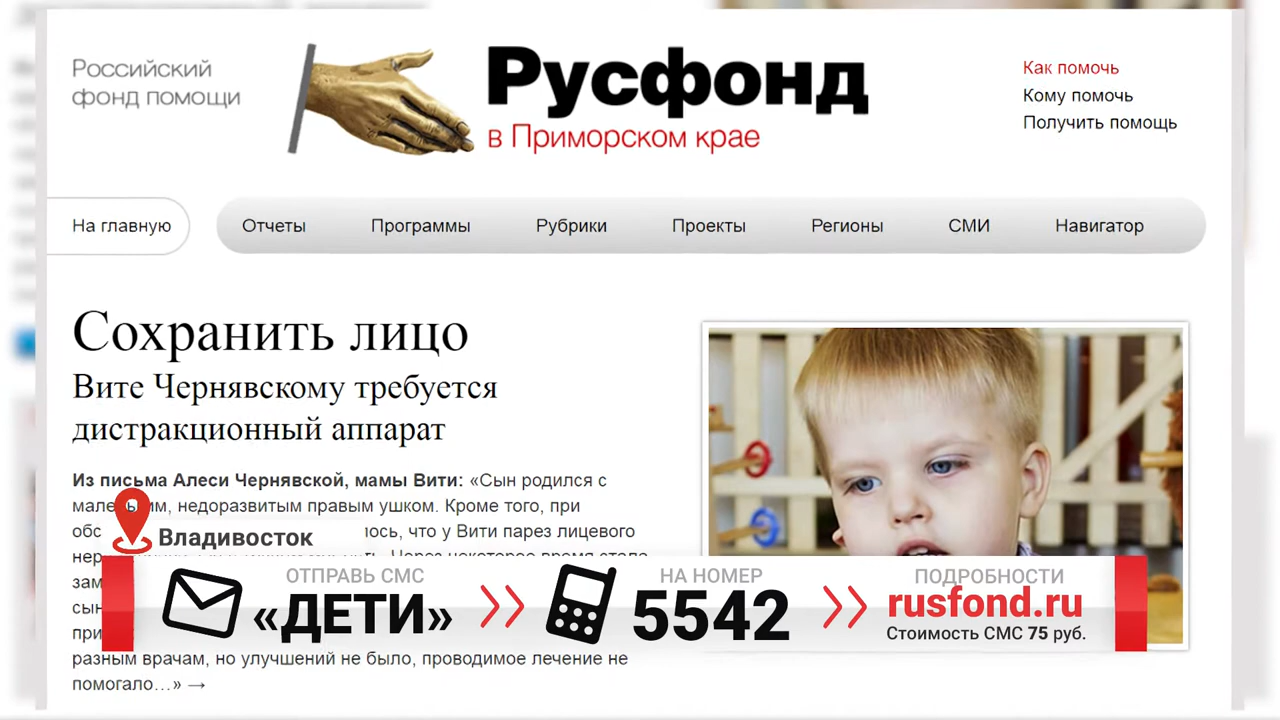 Российский
фонд помощи
Русфонд
в Приморском крае
Как помочь
Кому помочь
Получить помощь
На главную
Отчеты
Программы
Рубрики
Проекты
Регионы
СМИ
Навигатор
Сохранить лицо
Вите Чернявскому требуется
дистракционный аппарат
Из письма Алеси Чернявской, мамы Вити: «Сын родился с
маленьким, недоразвитым правым ушком. Кроме того, при
что у Вити парез лицевого
Владивосток
ОТПРАВЬ СМС
«ДЕТИ»
НА НОМЕР
5542
ПОДРОБНОСТИ
rusfond.ru
Стоимость СМС 75 руб.
разным врачам, но улучшений не было, проводимое лечение не
помогало…» →